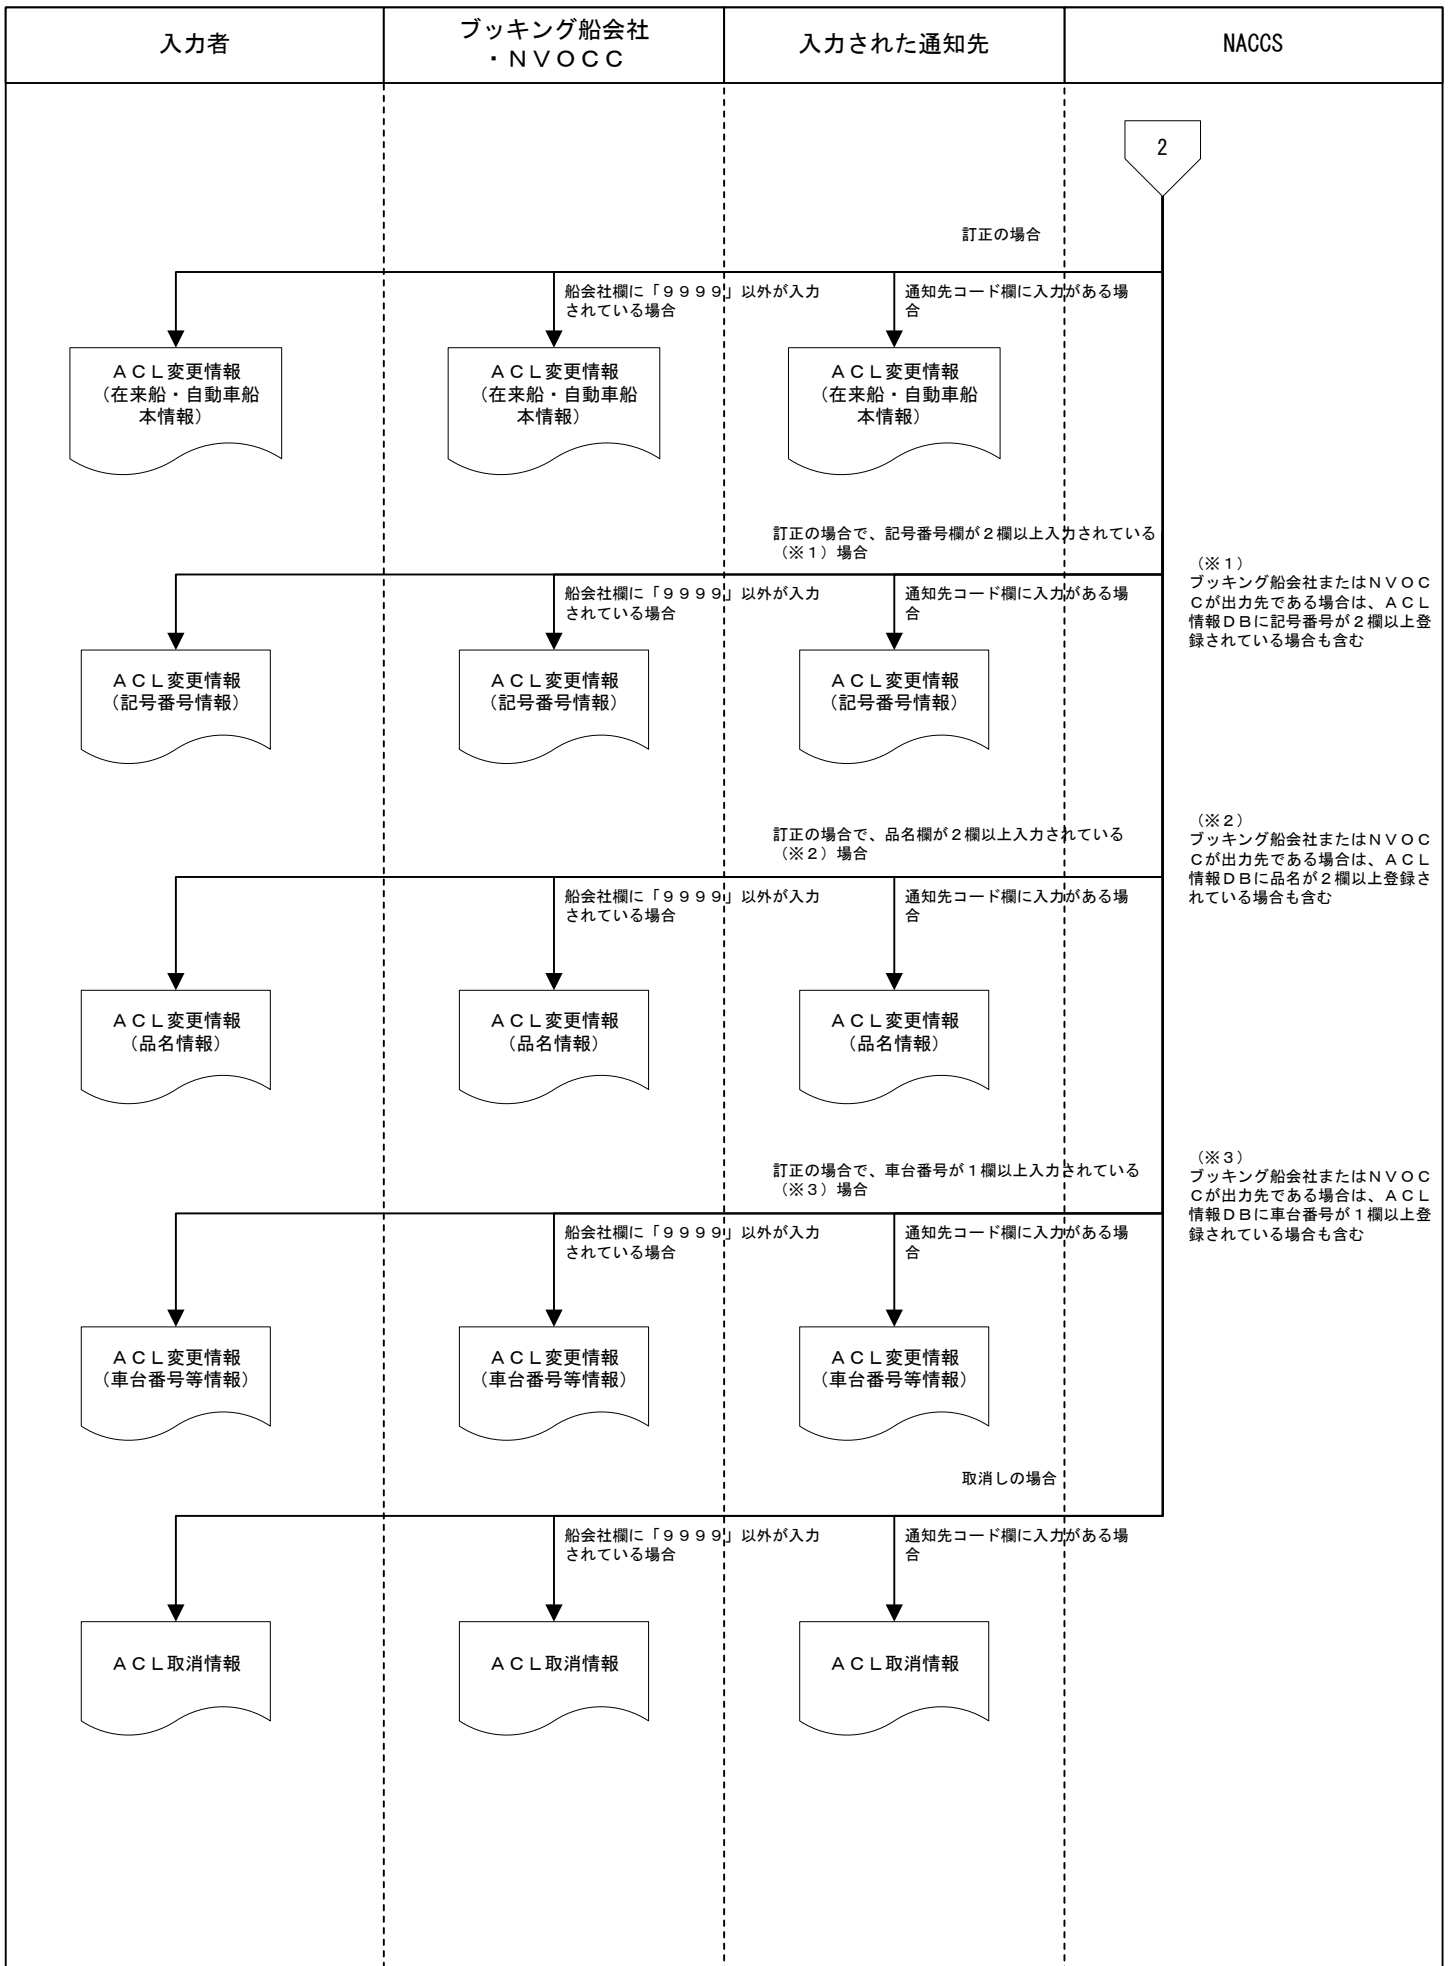 入力者
ブッキング船会社
・ＮＶＯＣＣ
入力された通知先
NACCS
2
訂正の場合
船会社欄に「９９９９」以外が入力
されている場合
通知先コード欄に入力がある場
合
ＡＣＬ変更情報
（在来船・自動車船
本情報）
ＡＣＬ変更情報
（在来船・自動車船
本情報）
ＡＣＬ変更情報
（在来船・自動車船
本情報）
訂正の場合で、記号番号欄が２欄以上入力されている
（※１）場合
（※１）
ブッキング船会社またはＮＶＯＣ
Ｃが出力先である場合は、ＡＣＬ
情報ＤＢに記号番号が２欄以上登
録されている場合も含む
船会社欄に「９９９９」以外が入力
されている場合
通知先コード欄に入力がある場
合
ＡＣＬ変更情報
（記号番号情報）
ＡＣＬ変更情報
（記号番号情報）
ＡＣＬ変更情報
（記号番号情報）
訂正の場合で、品名欄が２欄以上入力されている
（※２）場合
（※２）
ブッキング船会社またはＮＶＯＣ
Ｃが出力先である場合は、ＡＣＬ
情報ＤＢに品名が２欄以上登録さ
れている場合も含む
船会社欄に「９９９９」以外が入力
されている場合
通知先コード欄に入力がある場
合
ＡＣＬ変更情報
（品名情報）
ＡＣＬ変更情報
（品名情報）
ＡＣＬ変更情報
（品名情報）
訂正の場合で、車台番号が１欄以上入力されている
（※３）場合
（※３）
ブッキング船会社またはＮＶＯＣ
Ｃが出力先である場合は、ＡＣＬ
情報ＤＢに車台番号が１欄以上登
録されている場合も含む
船会社欄に「９９９９」以外が入力
されている場合
通知先コード欄に入力がある場
合
ＡＣＬ変更情報
（車台番号等情報）
ＡＣＬ変更情報
（車台番号等情報）
ＡＣＬ変更情報
（車台番号等情報）
取消しの場合
船会社欄に「９９９９」以外が入力
されている場合
通知先コード欄に入力がある場
合
ＡＣＬ取消情報
ＡＣＬ取消情報
ＡＣＬ取消情報